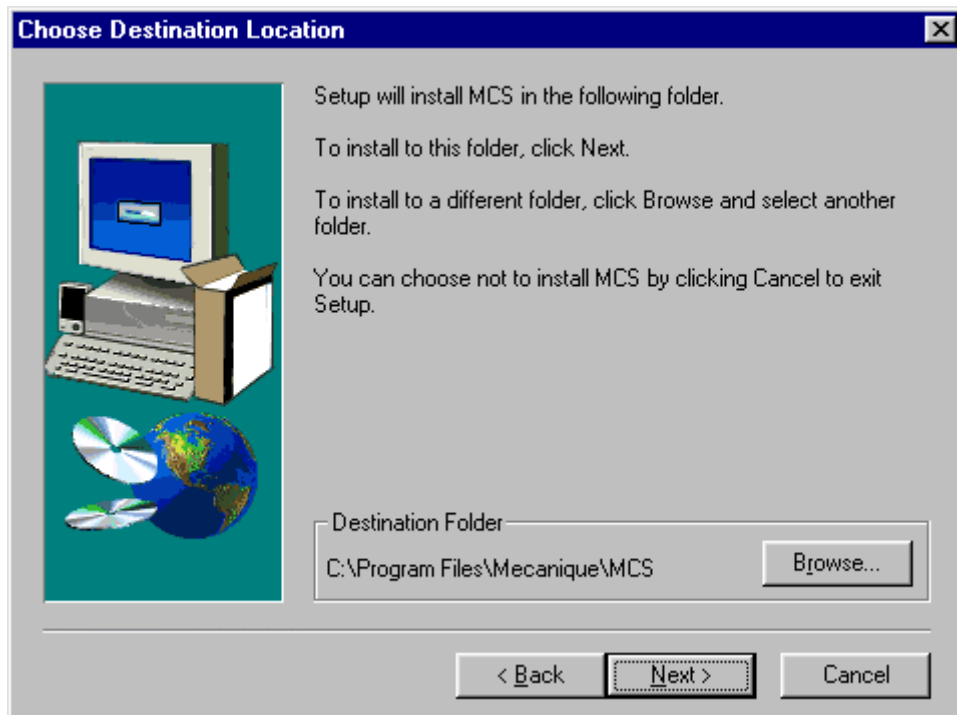 Choose Destination Location
Setup will install MCS in the following folder.
To install to this folder, click Next.
To install to a different folder, click Browse and select another
folder.
You can choose not to install MCS by clicking Cancel to exit
Setup.
Destination Folder
C:\Program Files\Mecanique\MCS
Browse...
< Back
Next >
Cancel